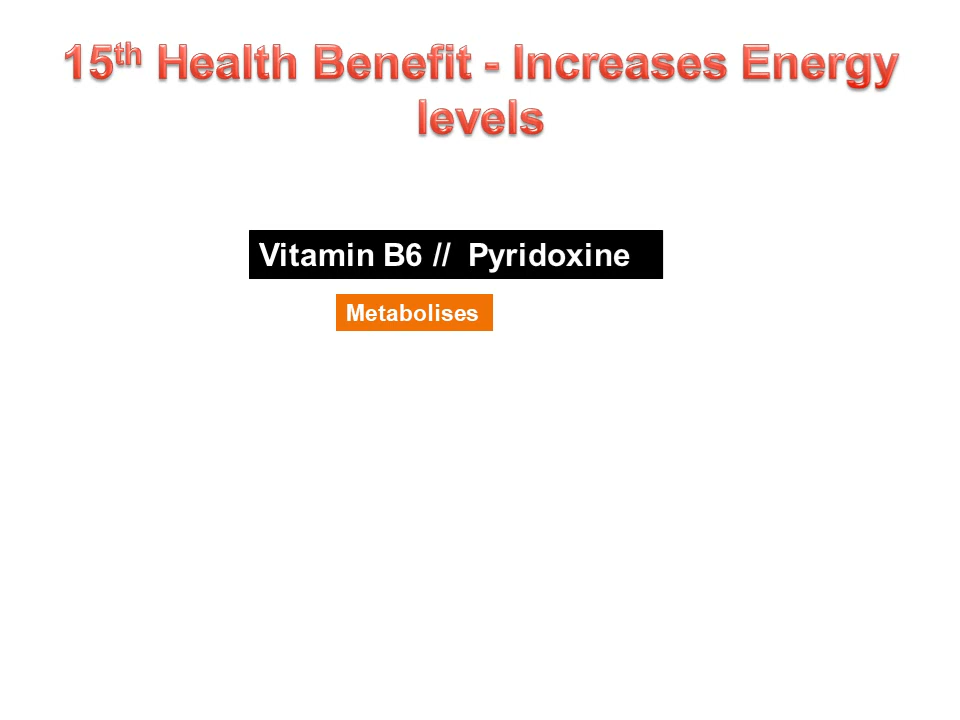 15th Health Benefit - Increases Energy
levels
Vitamin B6 // Pyridoxine
Metabolises